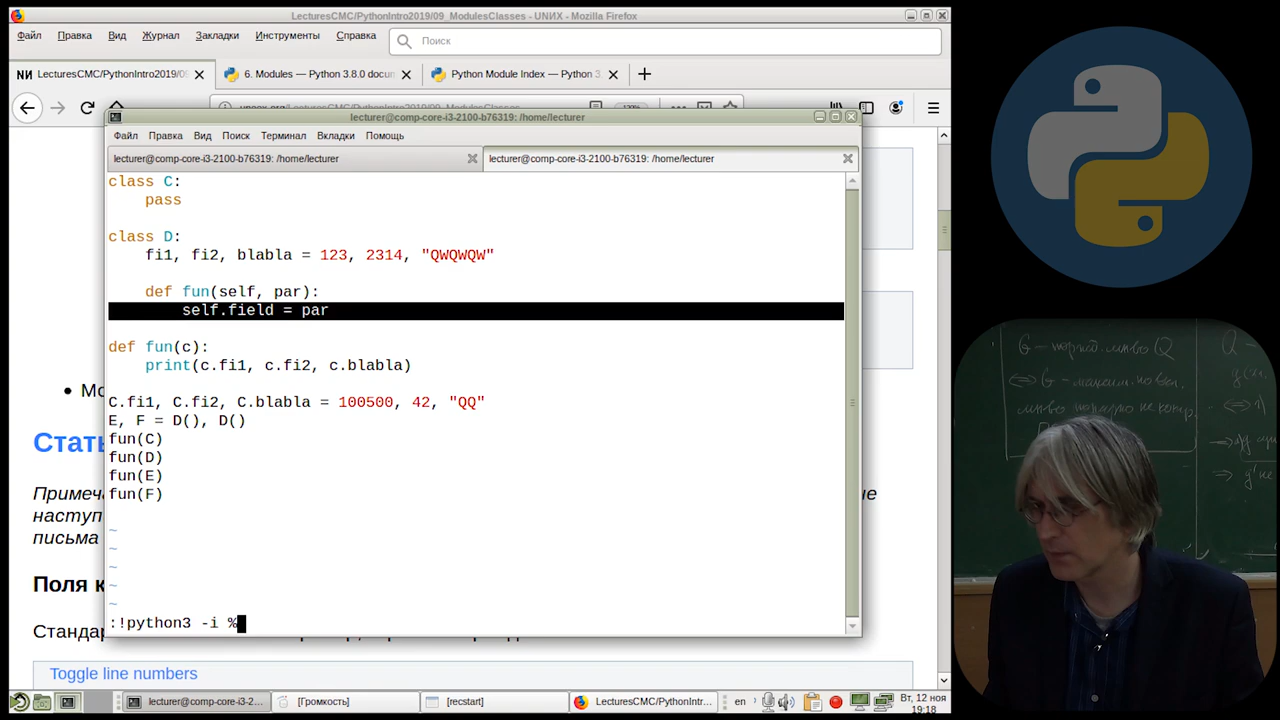 LecturesCMC/PythonIntro2019/09_ModulesClasses - UNИX - Mozilla Firefox
Файл Правка Вид Журнал Закладки Инструменты Справка
Поиск
ИИ LecturesCMC/PythonIntro2019/09
6. Modules — Python 3.8.0 docu
Python Module Index — Python 3.
lecturer@comp-core-i3-2100-b76319: /home/lecturer
Файл Правка Вид Поиск Терминал Вкладки Помощь
lecturer@comp-core-i3-2100-b76319: /home/lecturer
lecturer@comp-core-i3-2100-b76319: /home/lecturer
class C:
    pass
class D:
    fi1, fi2, blabla = 123, 2314, "QWQWQW"
    def fun(self, par):
        self.field = par
def fun(c):
    print(c.fi1, c.fi2, c.blabla)
C.fi1, C.fi2, C.blabla = 100500, 42, "QQ"
E, F = D(), D()
fun(C)
fun(D)
fun(E)
fun(F)
~
~
~
~
~
:!python3 -i %
Мо
Стать
Примеча
наступ
письма
ие
Поля к
Стандар
Toggle line numbers
lecturer@comp-core-i3-2...
[Громкость]
[recstart]
LecturesCMC/PythonIntr...
en
Вт, 12 ноя
19:18